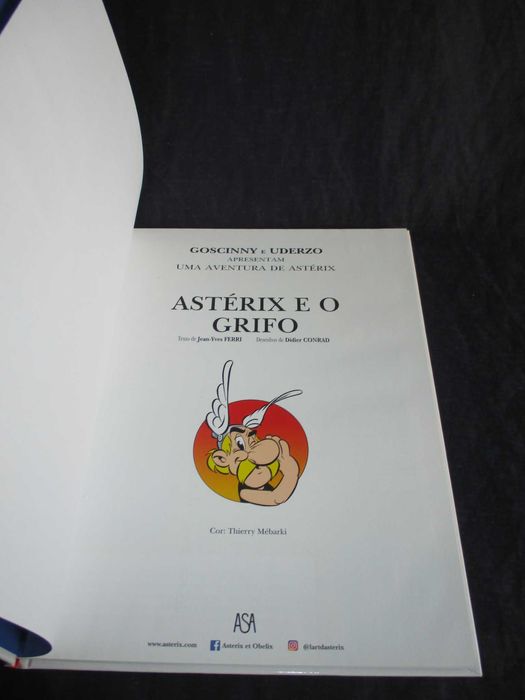 GOSCINNY E UDERZO
APRESENTAM
UMA AVENTURA DE ASTÉRIX
ASTÉRIX E O
GRIFO
Texto de Jean-Yves FERRI Desenhos de Didier CONRAD
Cor: Thierry Mébarki
ASA
www.asterix.com Asterix et Obelix @lartdasterix